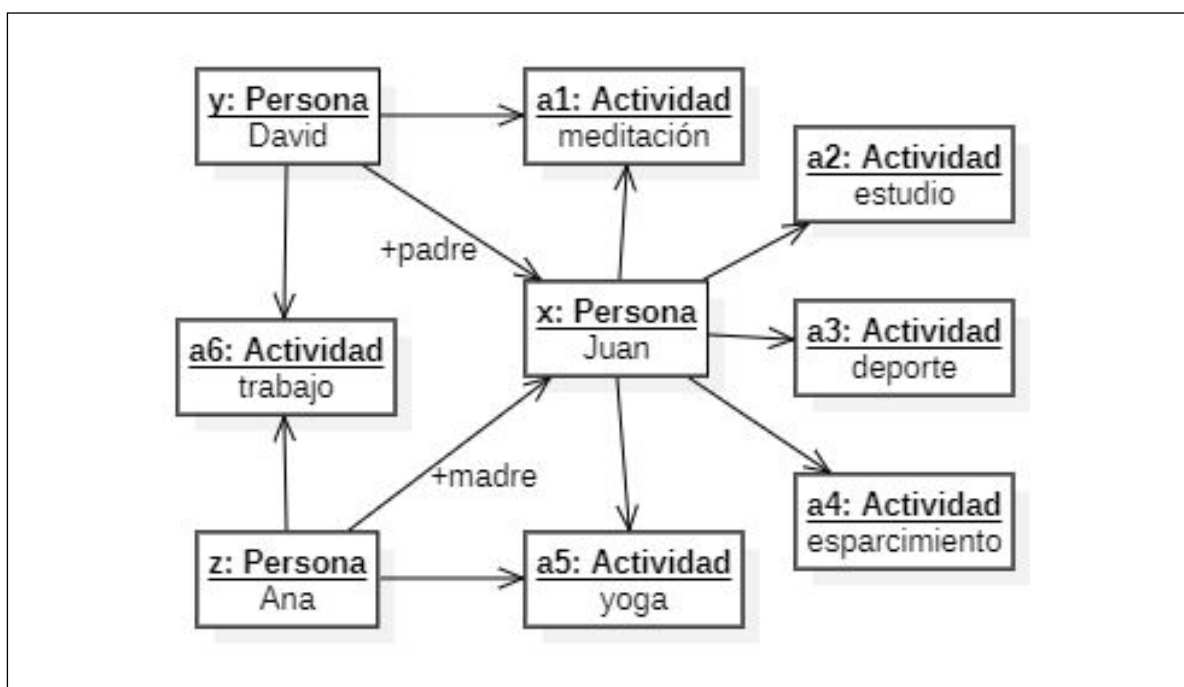 y: Persona
David
a1: Actividad
meditación
a2: Actividad
estudio
+padre
x: Persona
Juan
a3: Actividad
deporte
a6: Actividad
trabajo
+madre
a4: Actividad
esparcimiento
z: Persona
Ana
a5: Actividad
yoga